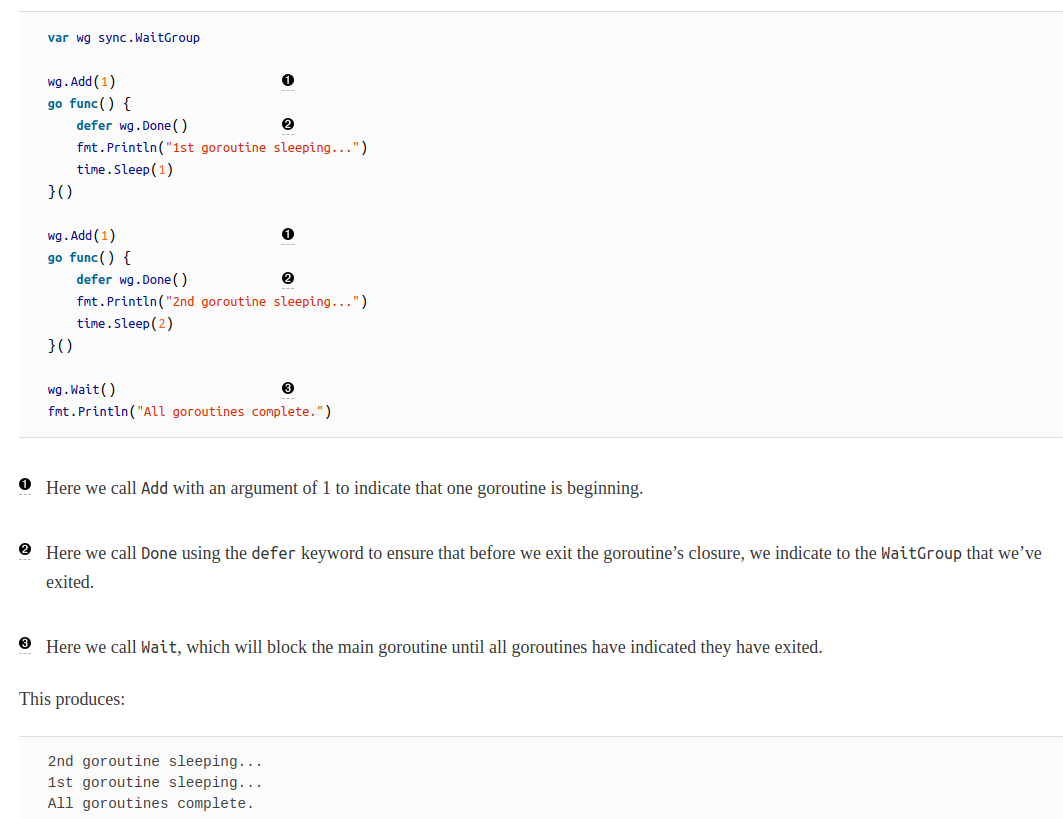 var wg sync.WaitGroup
wg.Add(1) ❶
go func() {
    defer wg.Done() ❷
    fmt.Println("1st goroutine sleeping...")
    time.Sleep(1)
}()
wg.Add(1) ❶
go func() {
    defer wg.Done() ❷
    fmt.Println("2nd goroutine sleeping...")
    time.Sleep(2)
}()
wg.Wait() ❸
fmt.Println("All goroutines complete.")
❶ Here we call Add with an argument of 1 to indicate that one goroutine is beginning.
❷ Here we call Done using the defer keyword to ensure that before we exit the goroutine’s closure, we indicate to the WaitGroup that we’ve
exited.
❸ Here we call Wait, which will block the main goroutine until all goroutines have indicated they have exited.
This produces:
2nd goroutine sleeping...
1st goroutine sleeping...
All goroutines complete.